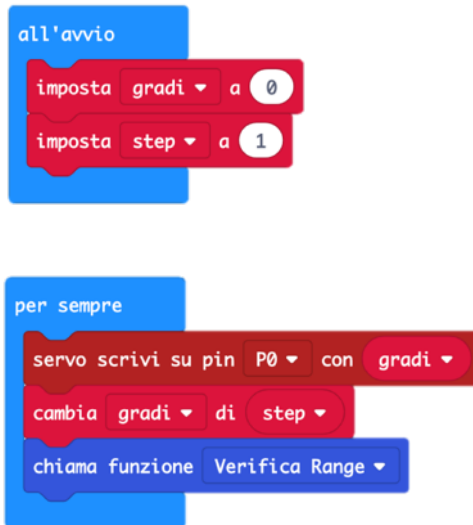 all'avvio
imposta gradi a 0
imposta step a 1
per sempre
servo scrivi su pin P0 con gradi
cambia gradi di step
chiama funzione Verifica Range